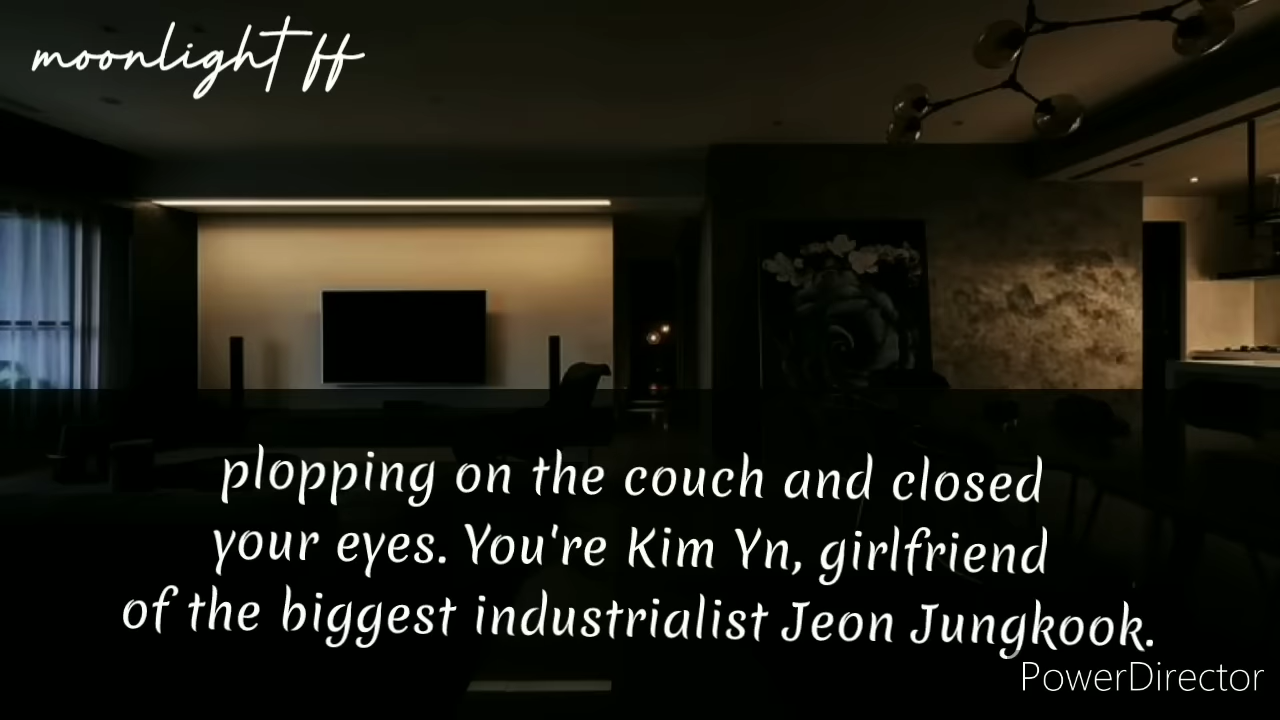 moonlight ff
plopping on the couch and closed
your eyes. You're Kim Yn, girlfriend
of the biggest industrialist Jeon Jungkook.
PowerDirector